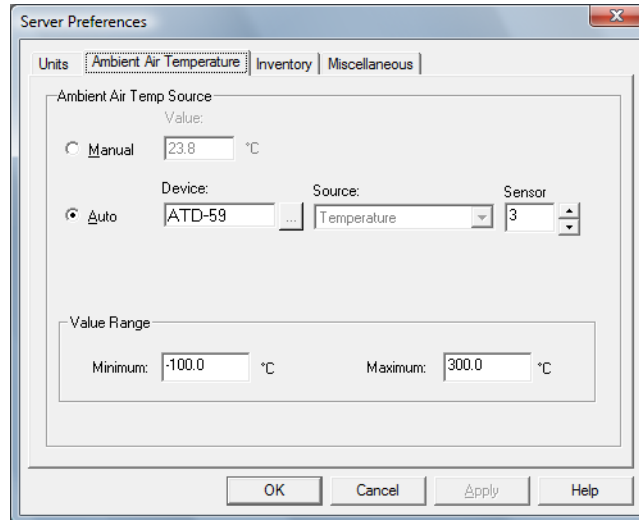 Server Preferences
Units Ambient Air Temperature Inventory Miscellaneous
Ambient Air Temp Source
Value:
Manual 23.8 °C
Device: Source: Sensor
Auto ATD-59 ... Temperature 3
Value Range
Minimum: -100.0 °C Maximum: 300.0 °C
OK Cancel Apply Help